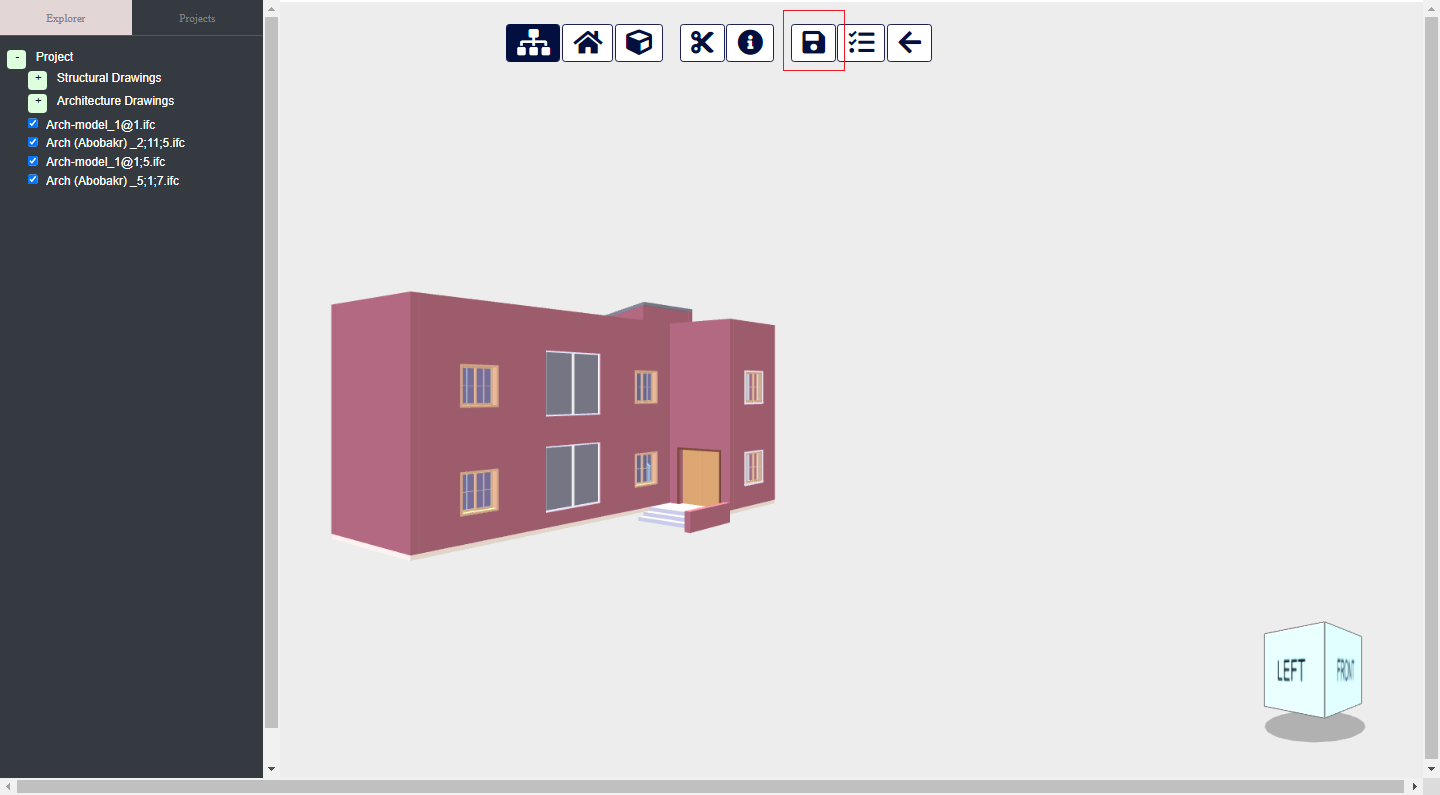 Explorer
Projects
- Project
+ Structural Drawings
+ Architecture Drawings
Arch-model_1@1.ifc
Arch (Abobakr) _2;11;5.ifc
Arch-model_1@1;5.ifc
Arch (Abobakr) _5;1;7.ifc
LEFT
FRONT